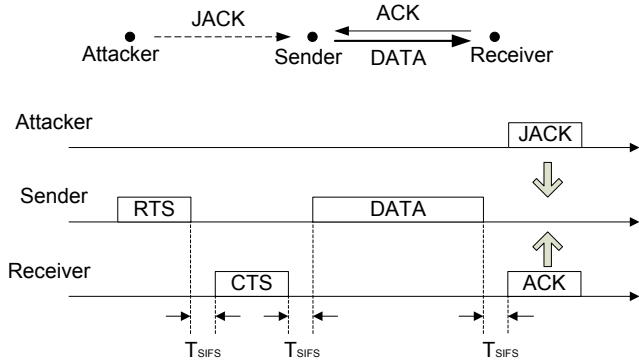 JACK
ACK
Attacker
Sender
DATA
Receiver
Attacker
JACK
Sender
RTS
DATA
Receiver
CTS
ACK
TSIFS
TSIFS
TSIFS